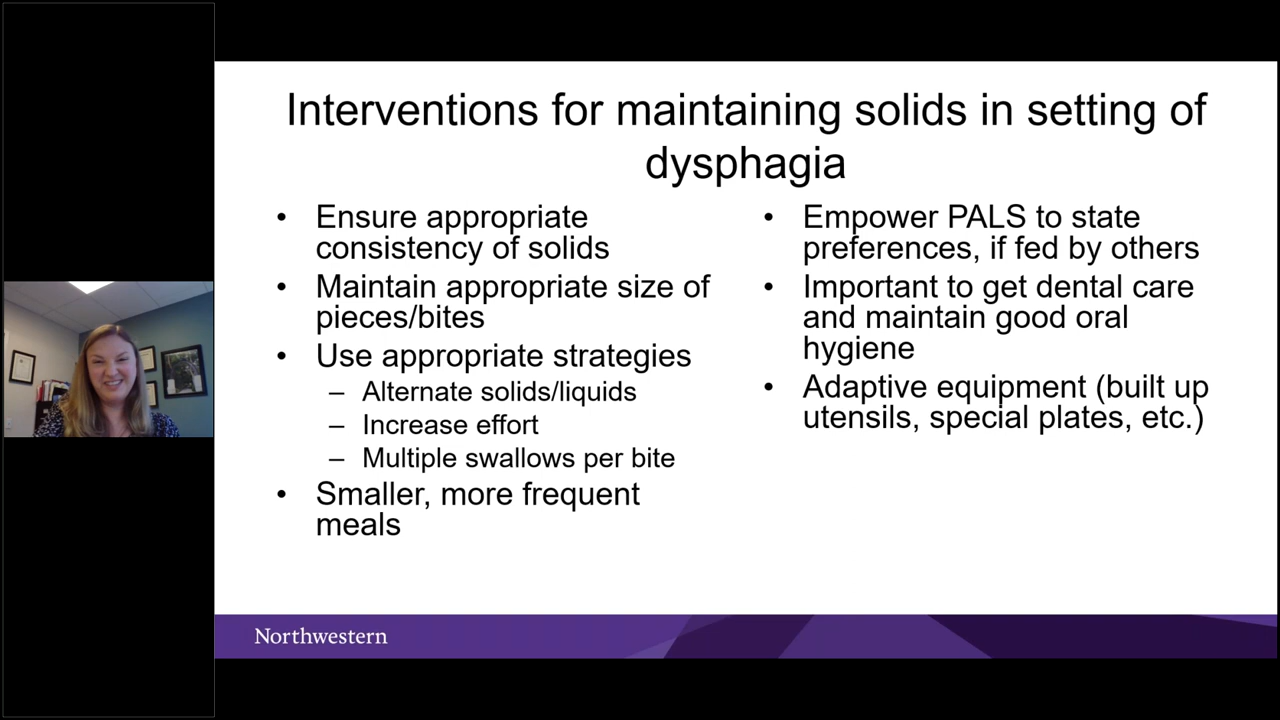 Interventions for maintaining solids in setting of
dysphagia
• Ensure appropriate
consistency of solids
• Maintain appropriate size of
pieces/bites
• Use appropriate strategies
– Alternate solids/liquids
– Increase effort
– Multiple swallows per bite
• Smaller, more frequent
meals
• Empower PALS to state
preferences, if fed by others
• Important to get dental care
and maintain good oral
hygiene
• Adaptive equipment (built up
utensils, special plates, etc.)
Northwestern